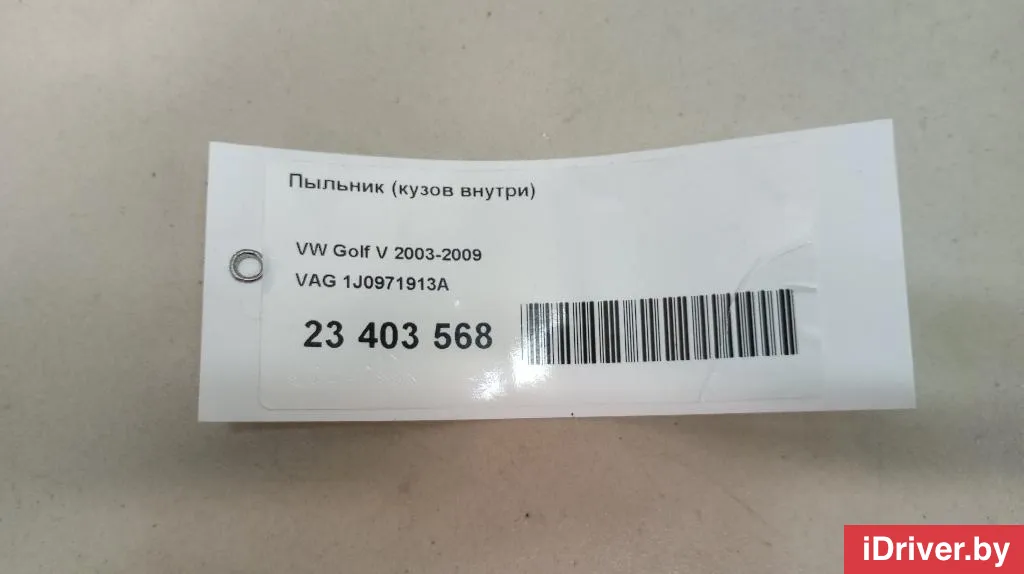 Пыльник (кузов внутри)
VW Golf V 2003-2009
VAG 1J0971913A
23 403 568
iDriver.by